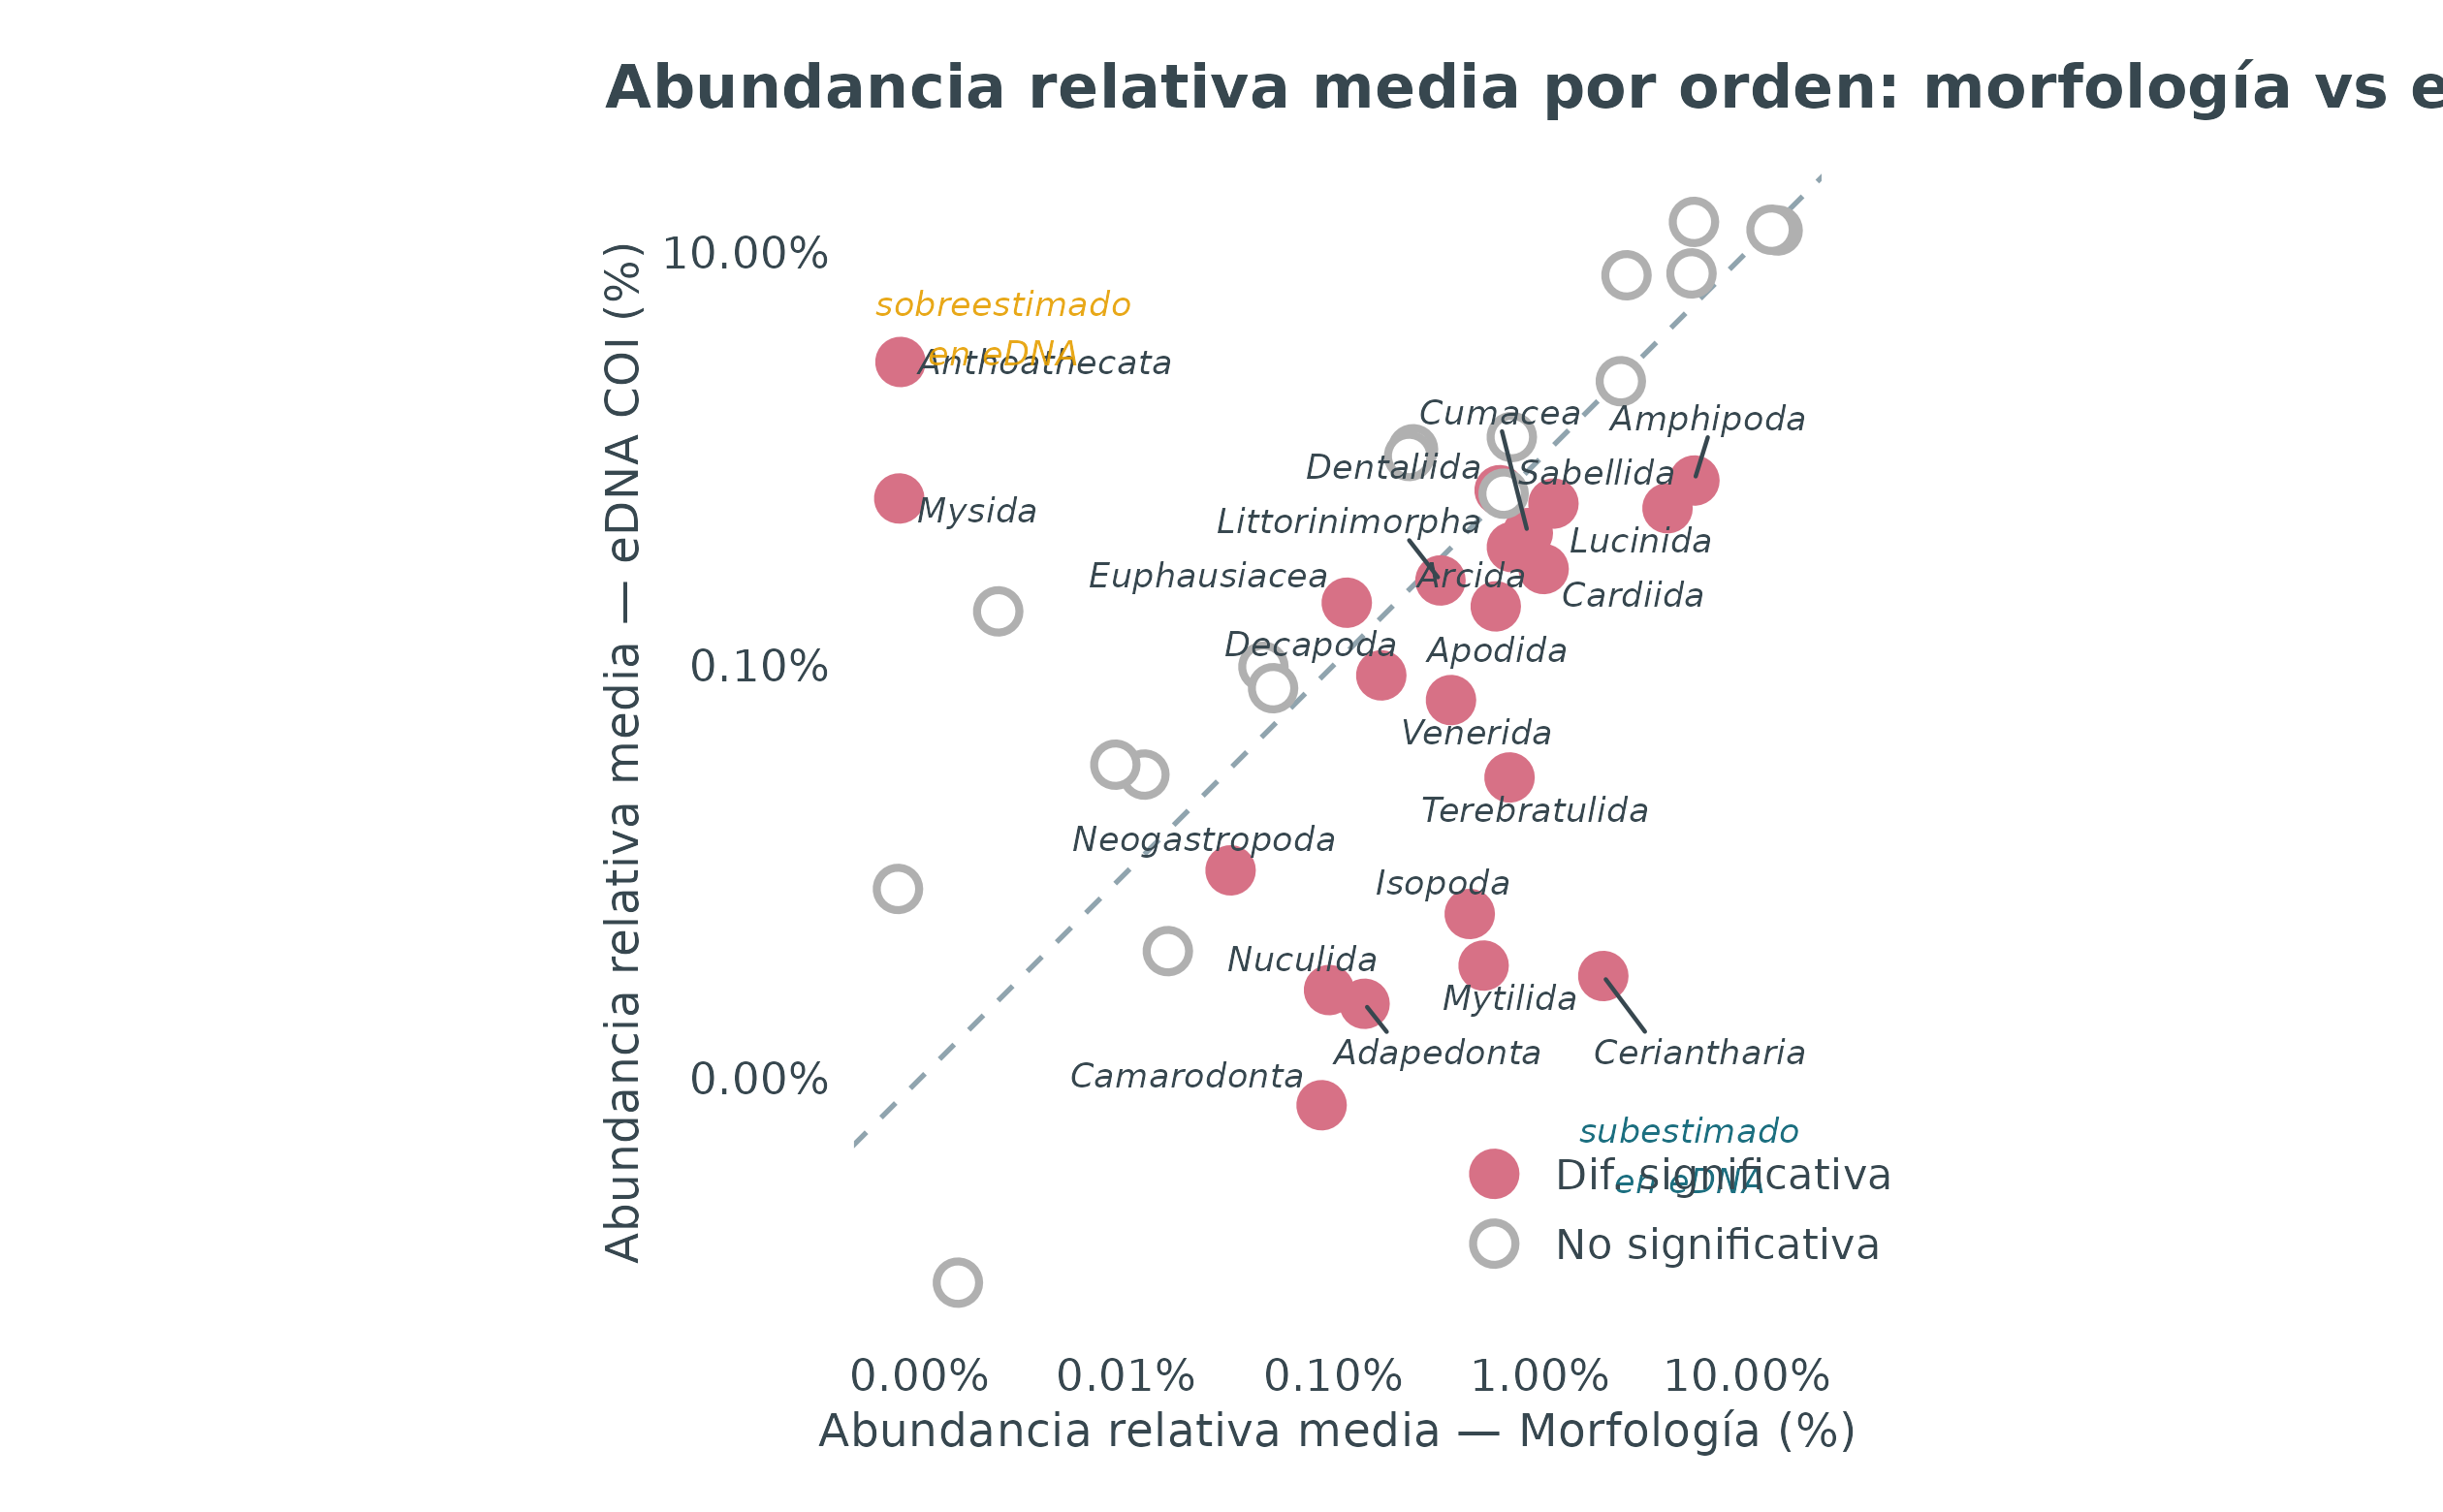 Abundancia relativa media por orden: morfología vs e
Abundancia relativa media — eDNA COI (%)
10.00%
0.10%
0.00%
sobreestimado
en eDNA
Anthoathecata
Mysida
Cumacea
Amphipoda
Dentaliida
Sabellida
Littorinimorpha
Lucinida
Euphausiacea
Arcida
Cardiida
Decapoda
Apodida
Venerida
Terebratulida
Neogastropoda
Isopoda
Nuculida
Mytilida
Adapedonta
Ceriantharia
Camarodonta
subestimado
en eDNA
Dif. significativa
No significativa
0.00%
0.01%
0.10%
1.00%
10.00%
Abundancia relativa media — Morfología (%)